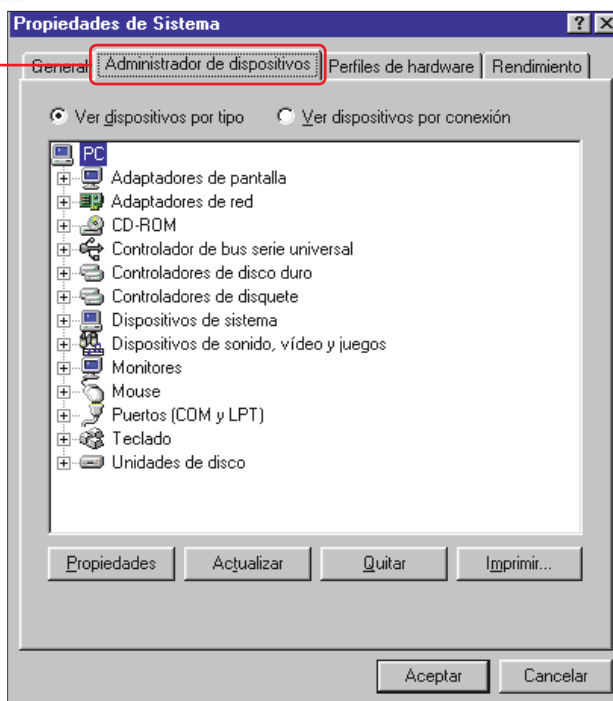 Propiedades de Sistema
General Administrador de dispositivos Perfiles de hardware Rendimiento
Ver dispositivos por tipo Ver dispositivos por conexión
PC
Adaptadores de pantalla
Adaptadores de red
CD-ROM
Controlador de bus serie universal
Controladores de disco duro
Controladores de disquete
Dispositivos de sistema
Dispositivos de sonido, vídeo y juegos
Monitores
Mouse
Puertos (COM y LPT)
Teclado
Unidades de disco
Propiedades Actualizar Quitar Imprimir...
Aceptar Cancelar